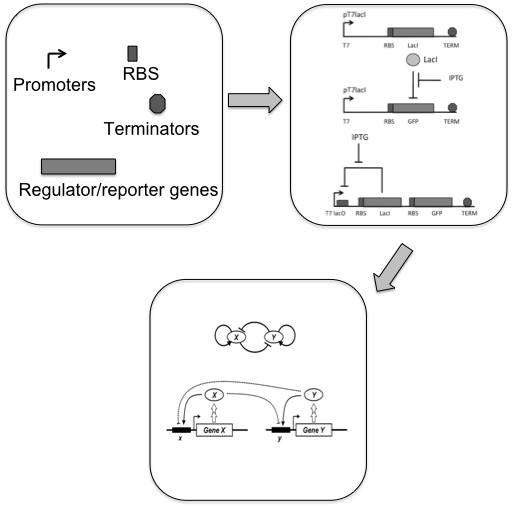 Promoters
RBS
Terminators
Regulator/reporter genes
pT7lacI
T7 RBS LacI TERM
LacI
IPTG
pT7lacI
T7 RBS GFP TERM
IPTG
T7 lacO RBS LacI RBS GFP TERM
X Y
X Y
Gene X Gene Y
x y